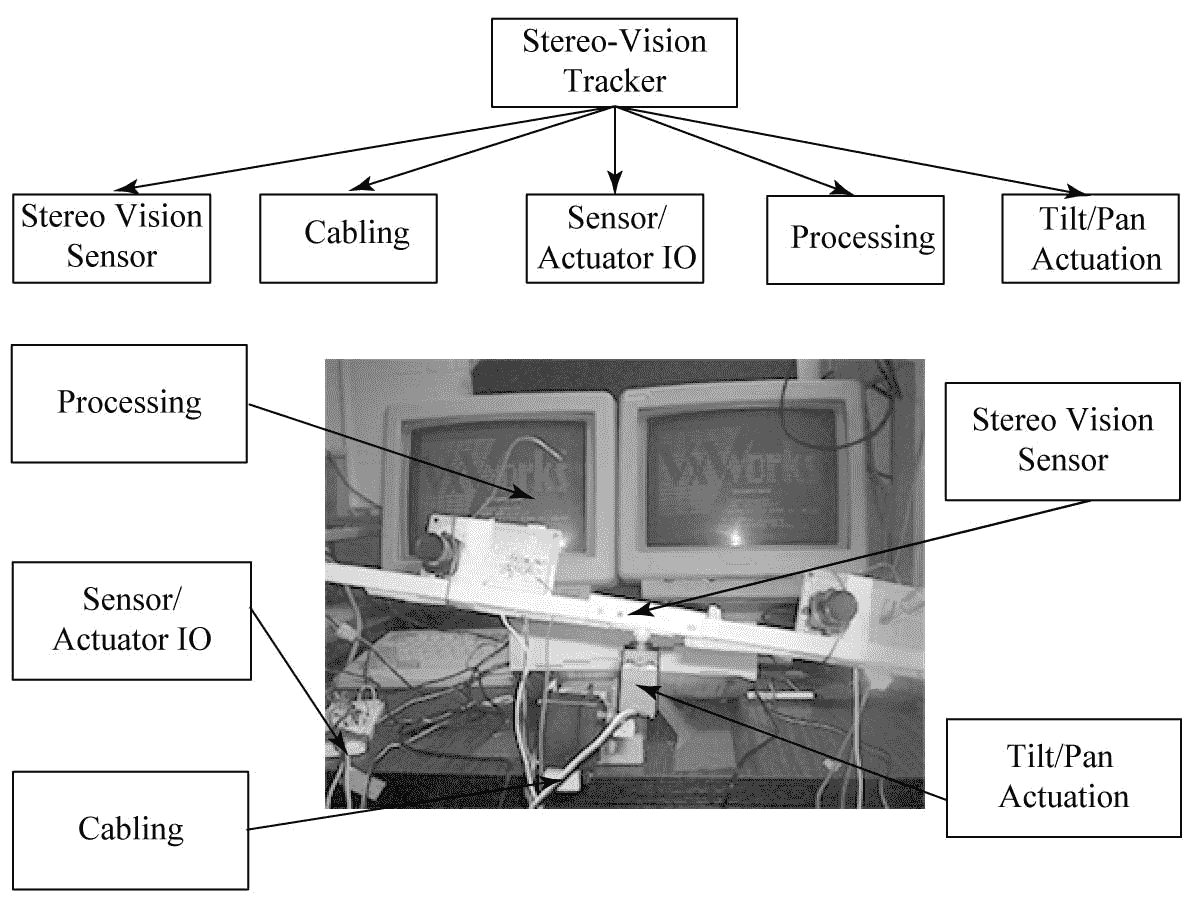 Stereo-Vision
Tracker
Stereo Vision
Sensor
Cabling
Sensor/
Actuator IO
Processing
Tilt/Pan
Actuation
Processing
Stereo Vision
Sensor
Sensor/
Actuator IO
Cabling
Tilt/Pan
Actuation
VxWorks
VxWorks